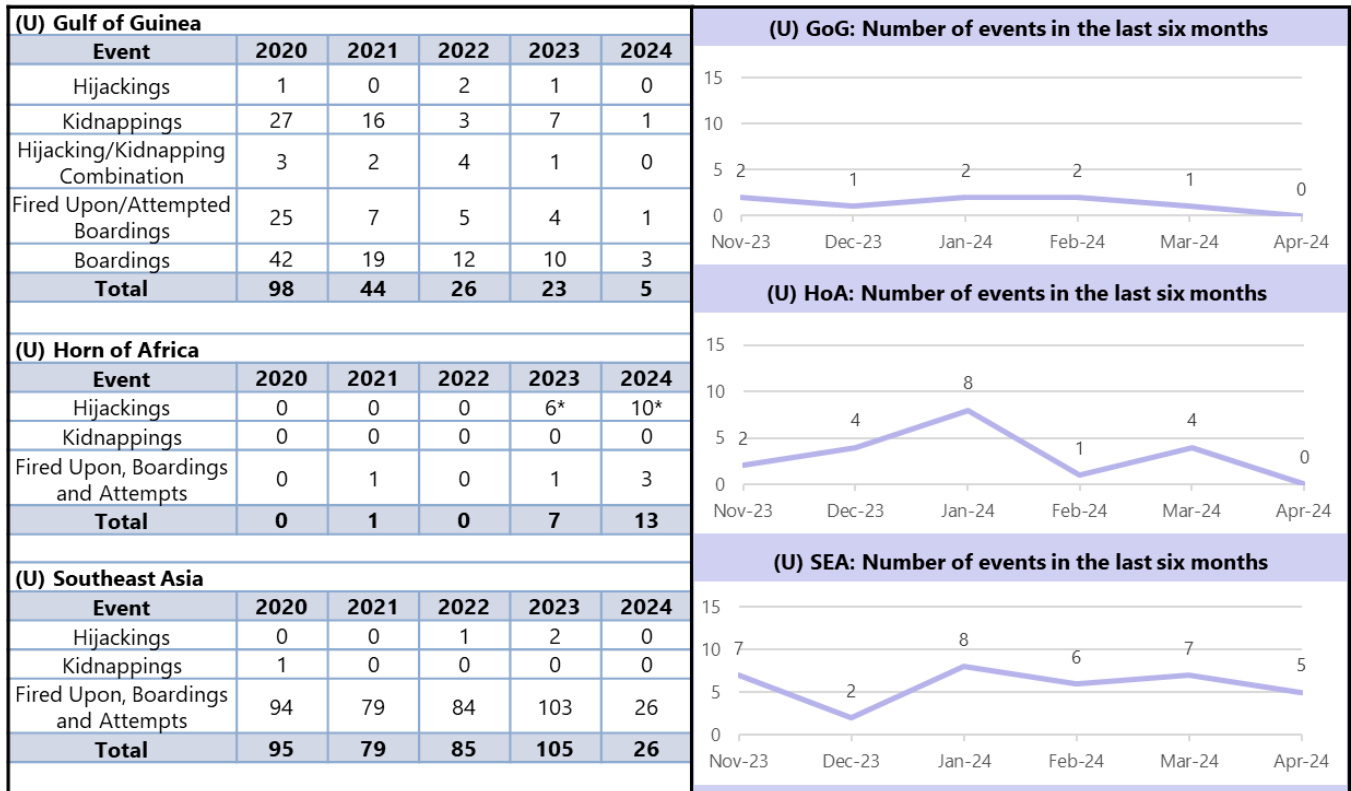 (U) Gulf of Guinea
Event 2020 2021 2022 2023 2024
Hijackings 1 0 2 1 0
Kidnappings 27 16 3 7 1
Hijacking/Kidnapping
Combination 3 2 4 1 0
Fired Upon/Attempted
Boardings 25 7 5 4 1
Boardings 42 19 12 10 3
Total 98 44 26 23 5
(U) Horn of Africa
Event 2020 2021 2022 2023 2024
Hijackings 0 0 0 6* 10*
Kidnappings 0 0 0 0 0
Fired Upon, Boardings
and Attempts 0 1 0 1 3
Total 0 1 0 7 13
(U) Southeast Asia
Event 2020 2021 2022 2023 2024
Hijackings 0 0 1 2 0
Kidnappings 1 0 0 0 0
Fired Upon, Boardings
and Attempts 94 79 84 103 26
Total 95 79 85 105 26
(U) GoG: Number of events in the last six months
15
10
5
0
2 1 2 2 1 0
Nov-23 Dec-23 Jan-24 Feb-24 Mar-24 Apr-24
(U) HoA: Number of events in the last six months
15
10
5
0
2 4 8 1 4 0
Nov-23 Dec-23 Jan-24 Feb-24 Mar-24 Apr-24
(U) SEA: Number of events in the last six months
15
10
5
0
7 2 8 6 7 5
Nov-23 Dec-23 Jan-24 Feb-24 Mar-24 Apr-24